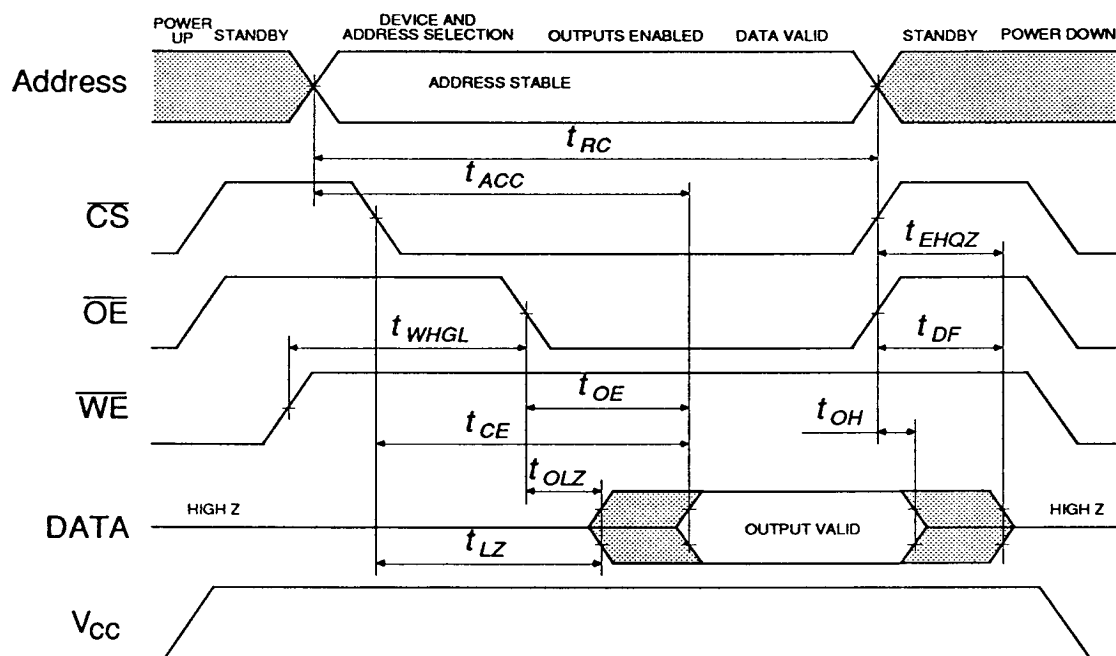 POWER UP STANDBY DEVICE AND ADDRESS SELECTION OUTPUTS ENABLED DATA VALID STANDBY POWER DOWN
Address ADDRESS STABLE
tRC
tACC
CS
tEHQZ
OE
tWHGL tDF
WE
tOE
tCE tOH
tOLZ
HIGH Z HIGH Z
DATA OUTPUT VALID
tLZ
VCC